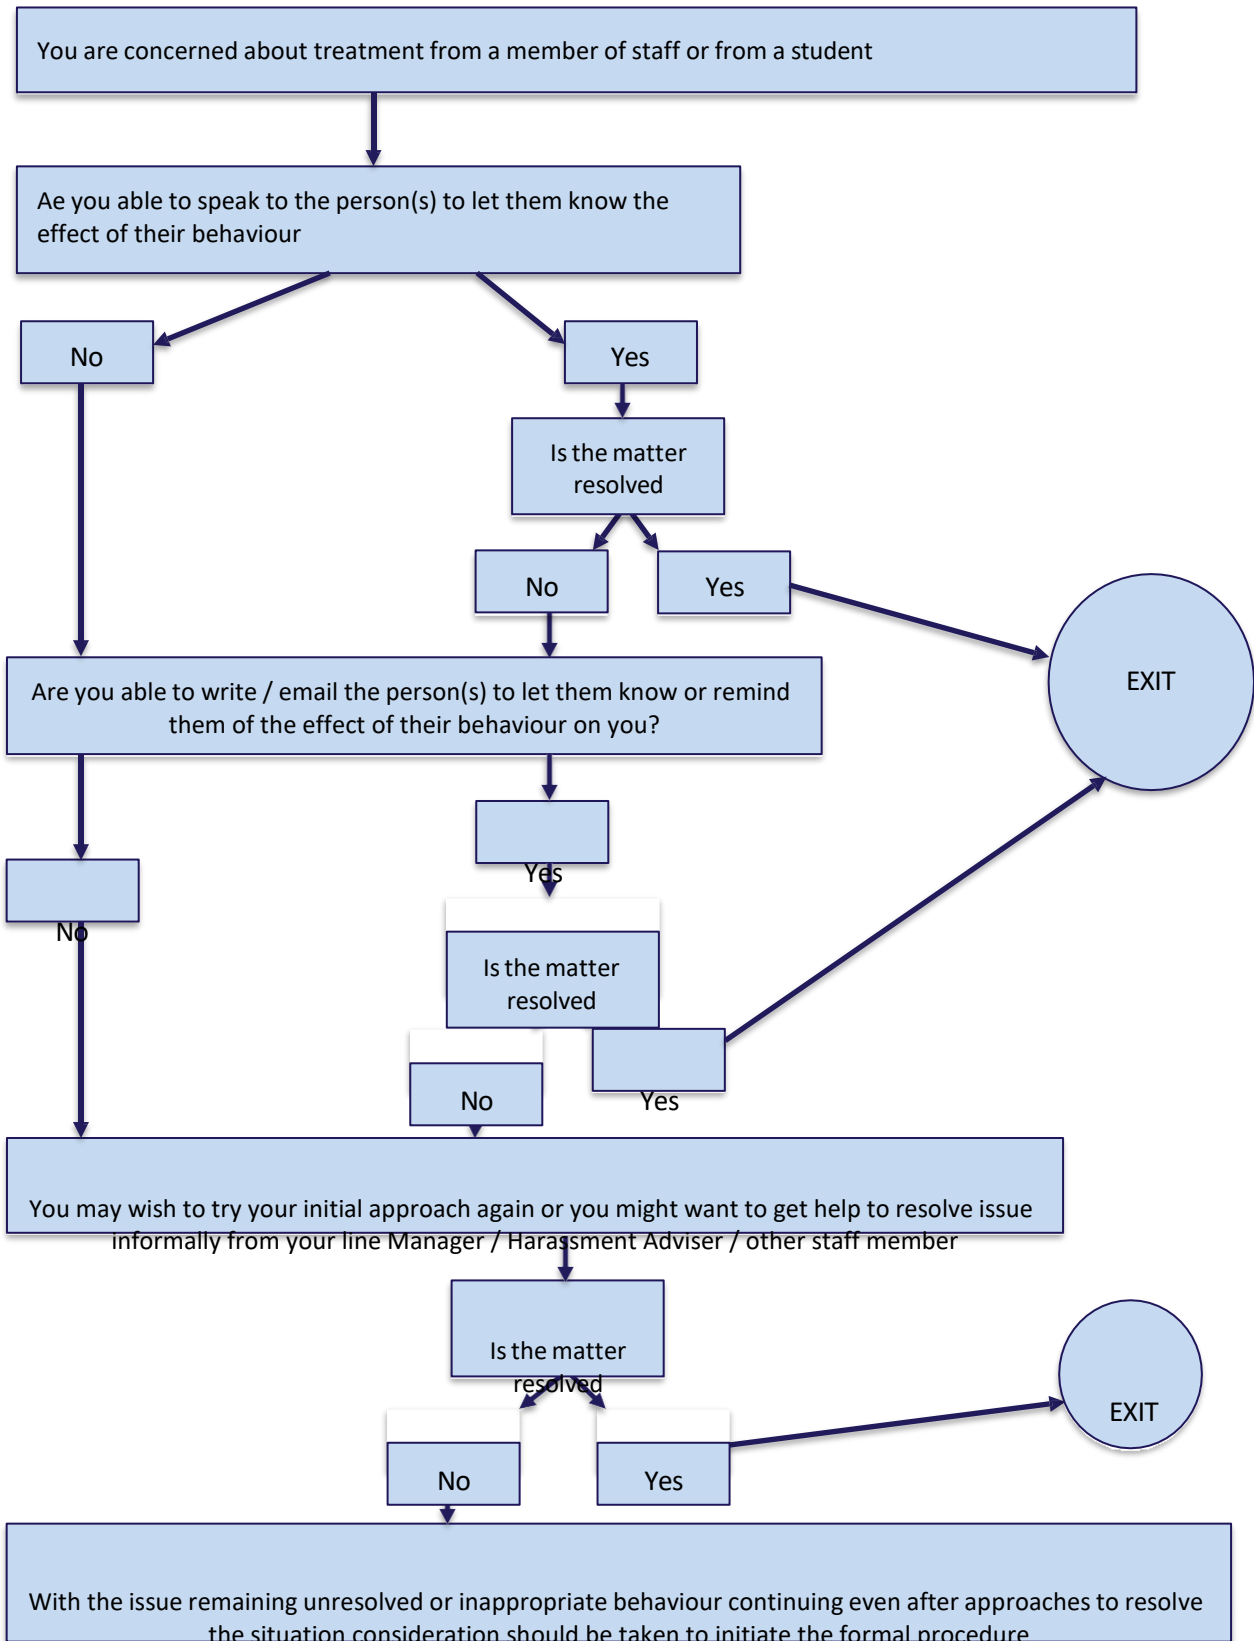 You are concerned about treatment from a member of staff or from a student
Ae you able to speak to the person(s) to let them know the
effect of their behaviour
No
Yes
Is the matter
resolved
No
Yes
EXIT
Are you able to write / email the person(s) to let them know or remind
them of the effect of their behaviour on you?
Yes
No
Is the matter
resolved
No
Yes
You may wish to try your initial approach again or you might want to get help to resolve issue
informally from your line Manager / Harassment Adviser / other staff member
Is the matter
resolved
EXIT
No
Yes
With the issue remaining unresolved or inappropriate behaviour continuing even after approaches to resolve
the situation consideration should be taken to initiate the formal procedure